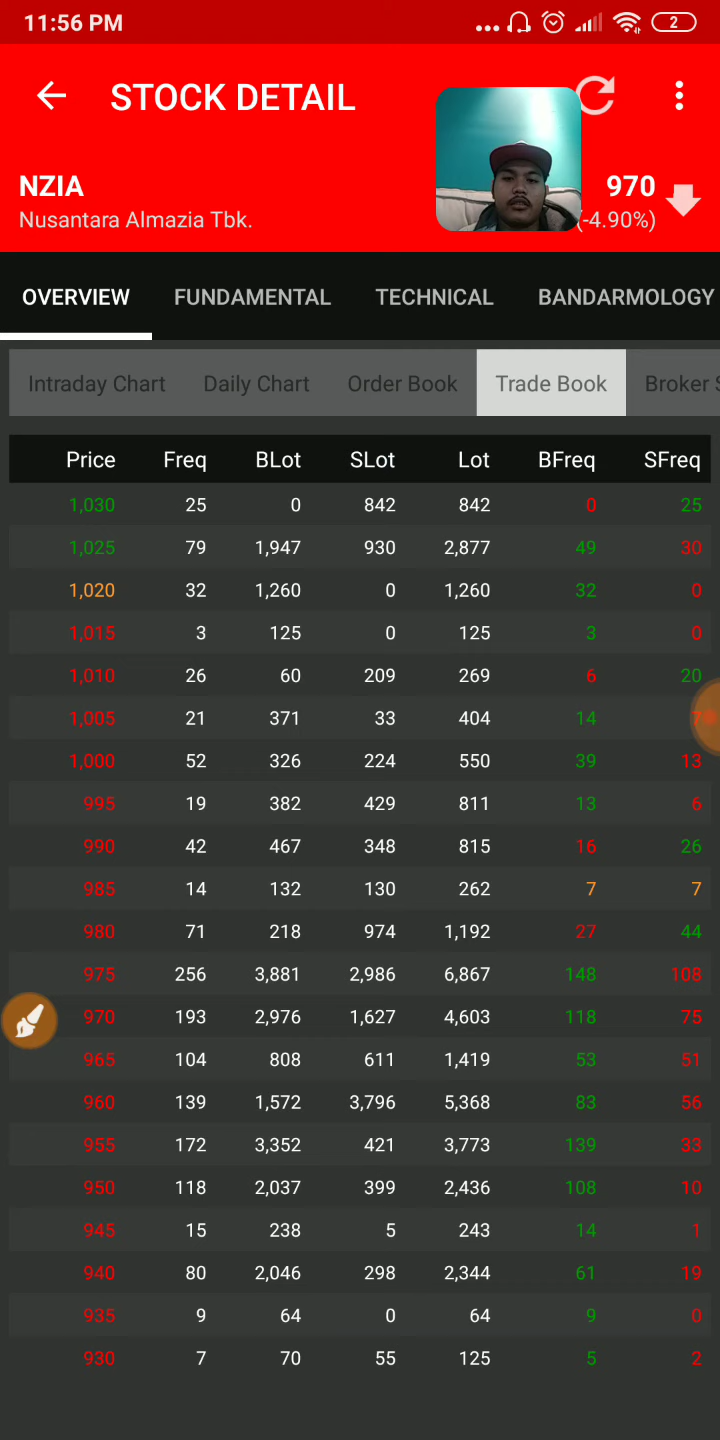 11:56 PM 2
STOCK DETAIL
NZIA 970
Nusantara Almazia Tbk. (-4.90%)
OVERVIEW FUNDAMENTAL TECHNICAL BANDARMOLOGY
Intraday Chart Daily Chart Order Book Trade Book Broker
Price Freq BLot SLot Lot BFreq SFreq
1,030 25 0 842 842 0 25
1,025 79 1,947 930 2,877 49 30
1,020 32 1,260 0 1,260 32 0
1,015 3 125 0 125 3 0
1,010 26 60 209 269 6 20
1,005 21 371 33 404 14
1,000 52 326 224 550 39 13
995 19 382 429 811 13 6
990 42 467 348 815 16 26
985 14 132 130 262 7 7
980 71 218 974 1,192 27 44
975 256 3,881 2,986 6,867 148 108
970 193 2,976 1,627 4,603 118 75
965 104 808 611 1,419 53 51
960 139 1,572 3,796 5,368 83 56
955 172 3,352 421 3,773 139 33
950 118 2,037 399 2,436 108 10
945 15 238 5 243 14 1
940 80 2,046 298 2,344 61 19
935 9 64 0 64 9 0
930 7 70 55 125 5 2